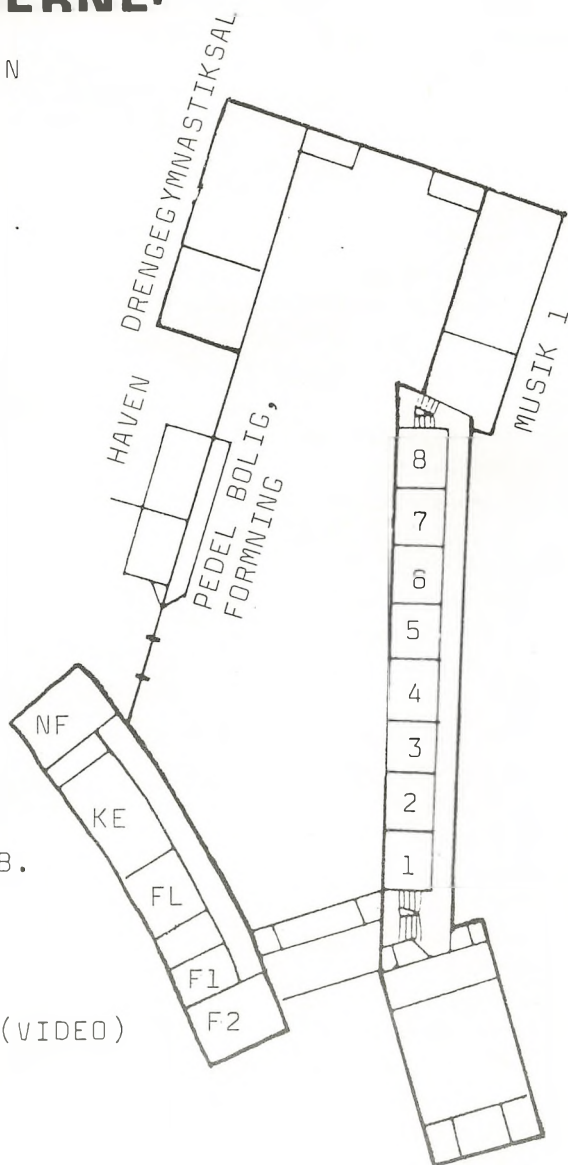 ERNE.
N
DRENGEGYMNASTIKSAL
MUSIK 1
HAVEN
PEDEL BOLIG,
FORMNING
8
7
6
5
4
3
2
1
NF
KE
FL
F1
F2
B.
(VIDEO)